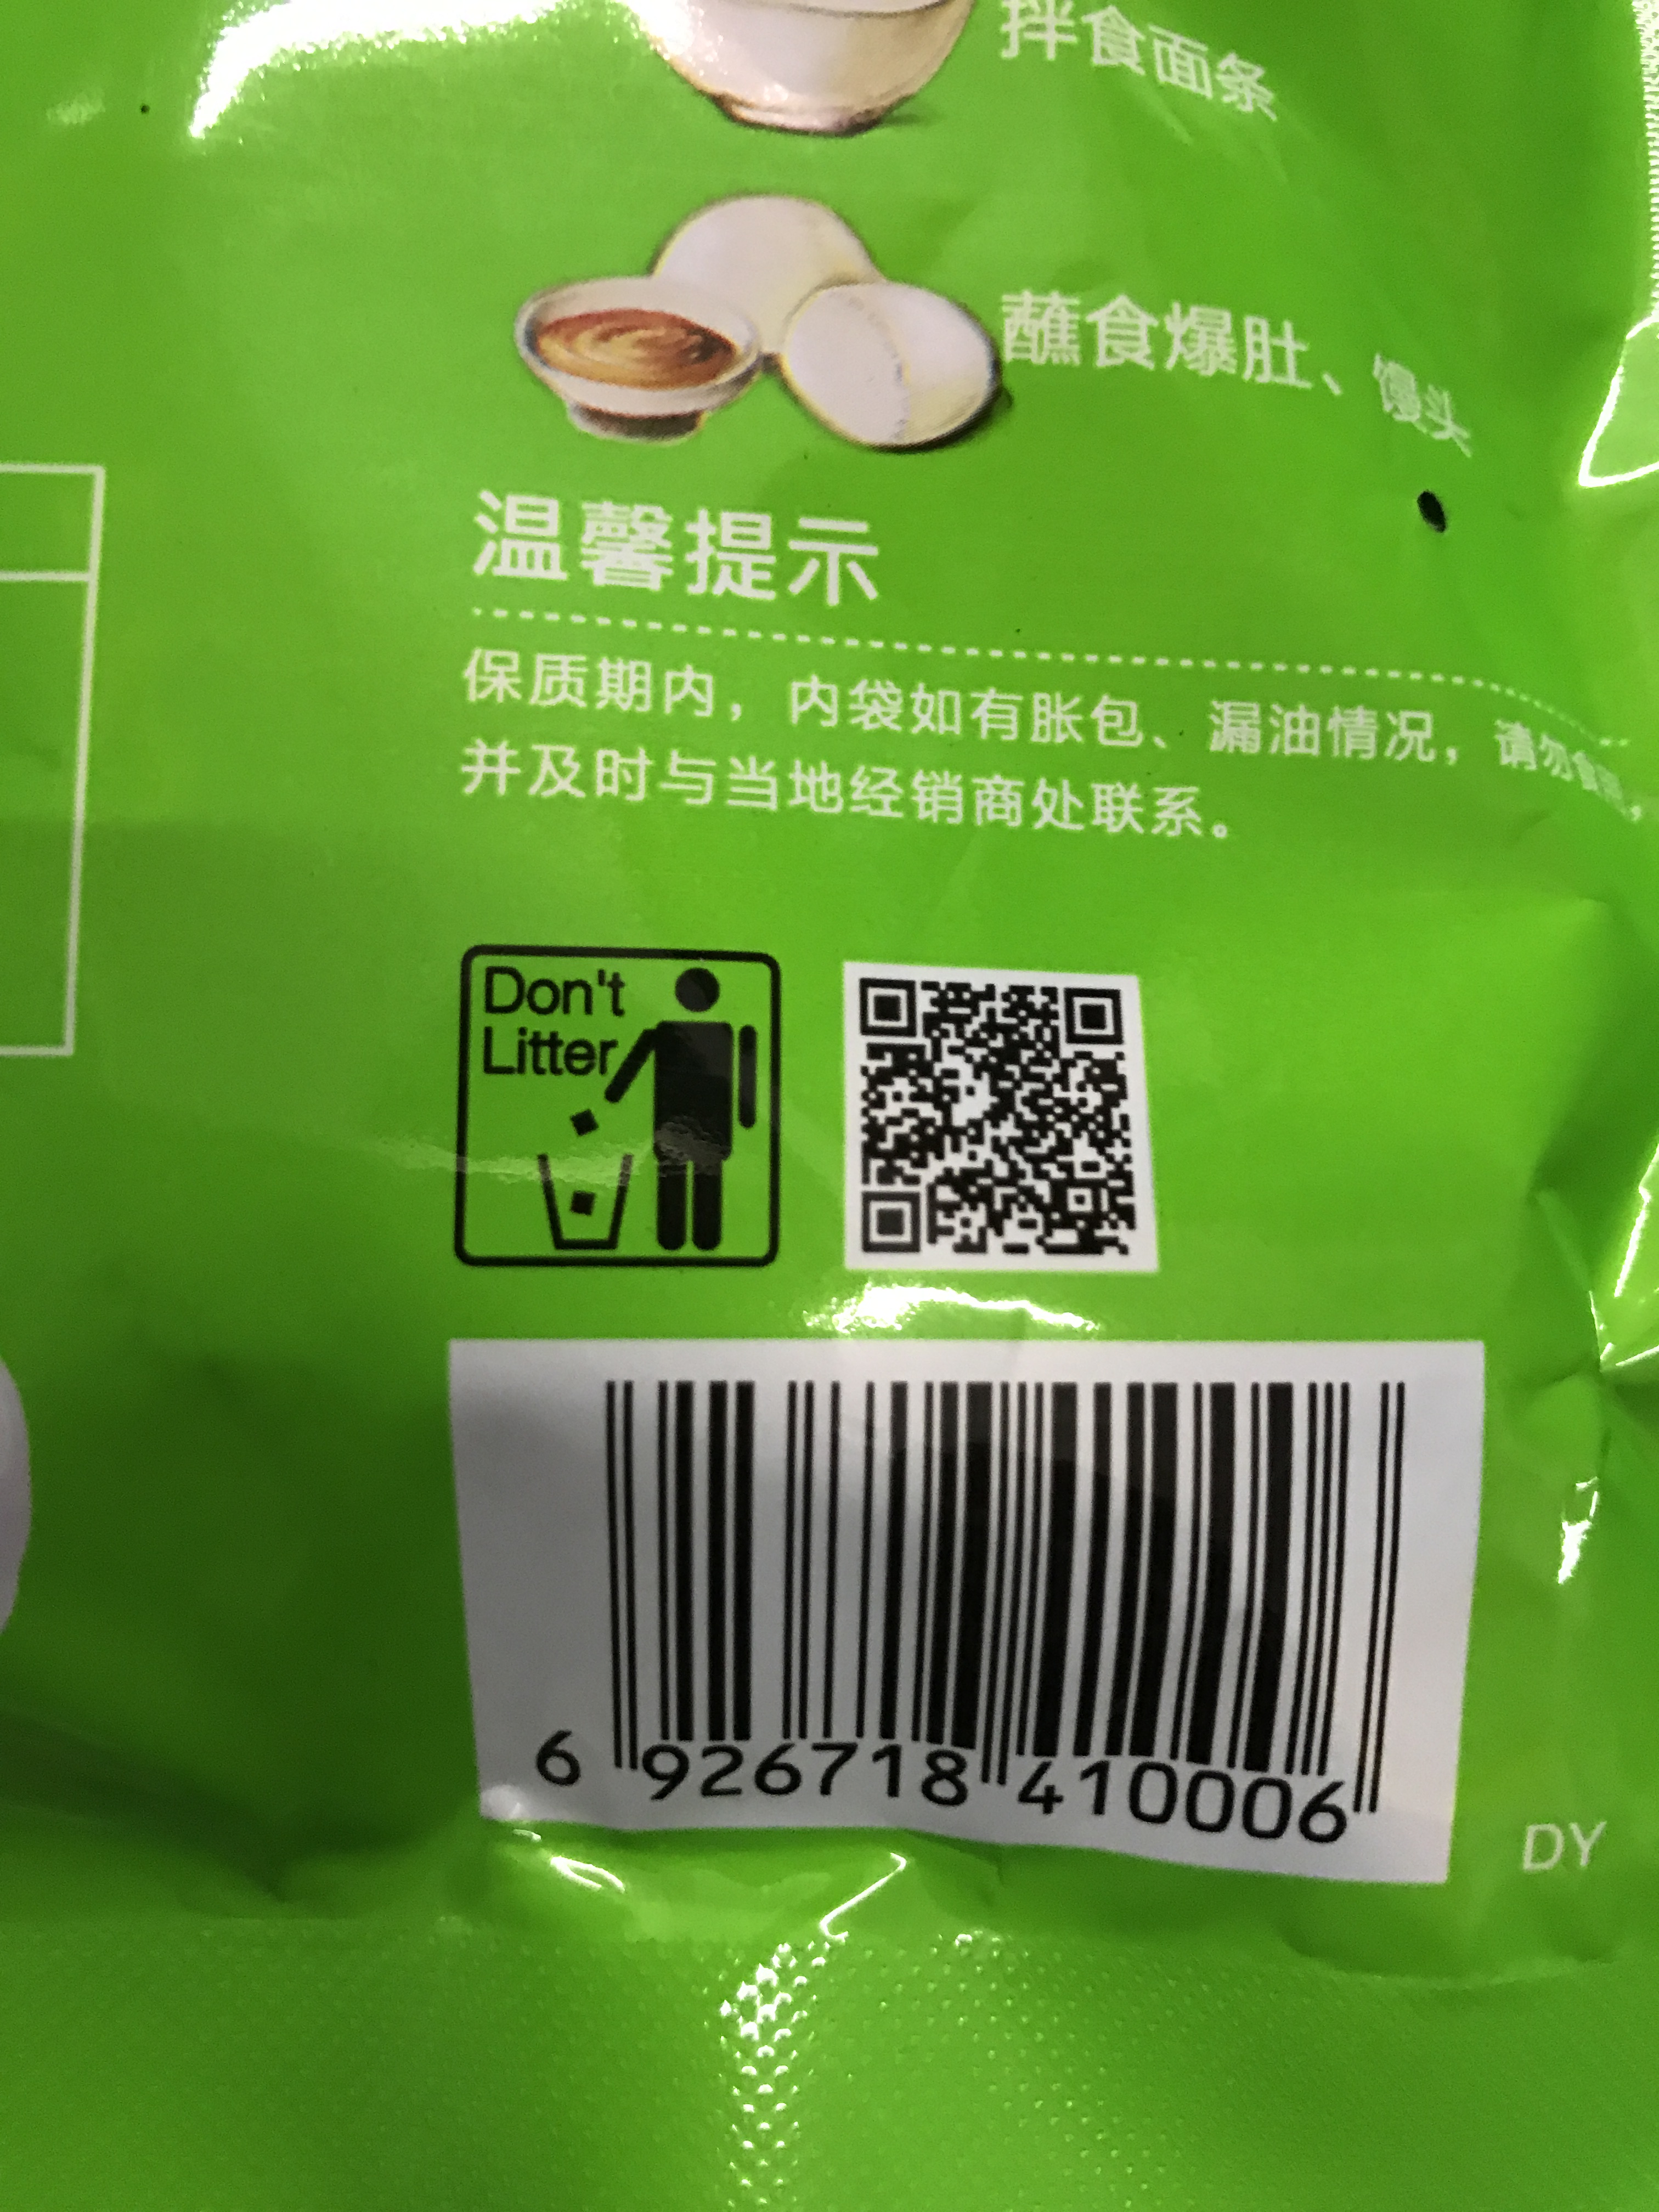 拌食面条
蘸食爆肚、馒头
温馨提示
保质期内，内袋如有胀包、漏油情况，请勿食用，
并及时与当地经销商处联系。
Don't
Litter
6 926718 410006
DY